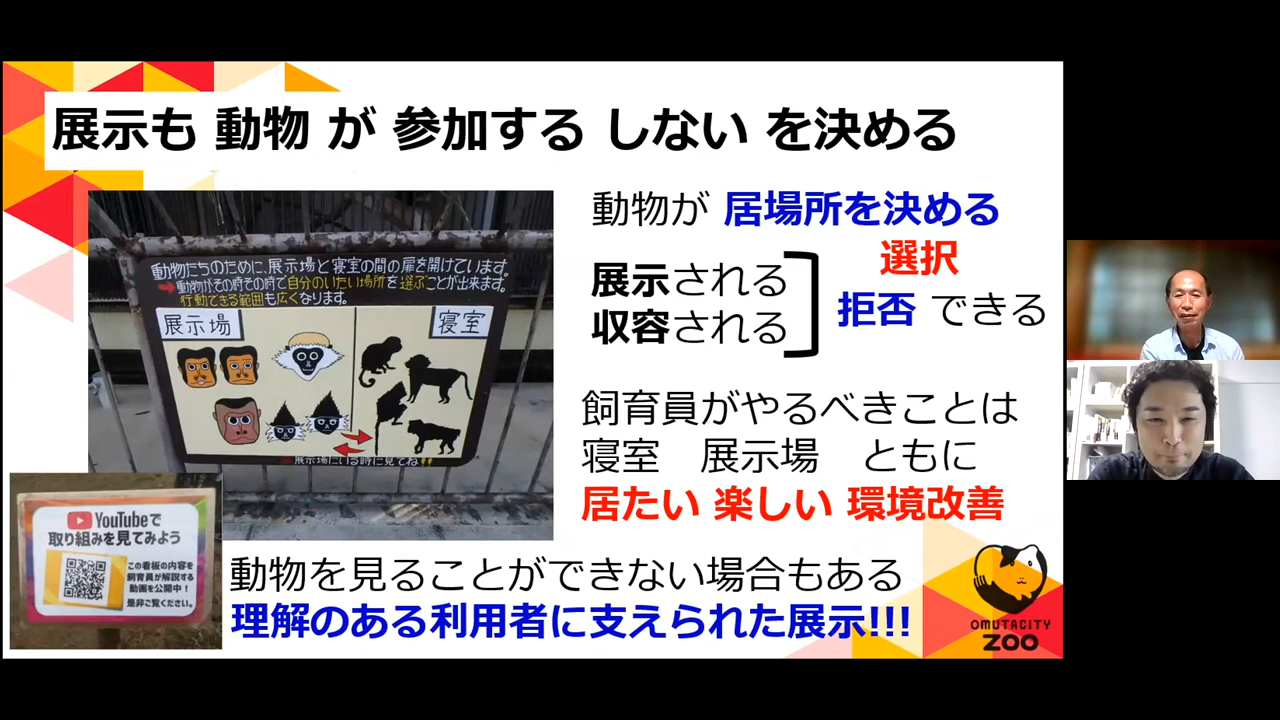 展示も 動物 が 参加する しない を決める
動物が 居場所を決める
選択
展示される
収容される
拒否 できる
動物たちのために、展示場と寝室の間の扉を開けています。
➡動物がその時その時で自分のいたい場所を選ぶことが出来ます。
行動できる範囲も広くなります。
展示場
寝室
展示場にいる時に見てね!!
飼育員がやるべきことは
寝室 展示場 ともに
居たい 楽しい 環境改善
YouTubeで
取り組みを見てみよう
この看板の内容を
飼育員が解説する
動画を公開中!
是非ご覧ください。
動物を見ることができない場合もある
理解のある利用者に支えられた展示!!!
OMUTACITY
ZOO